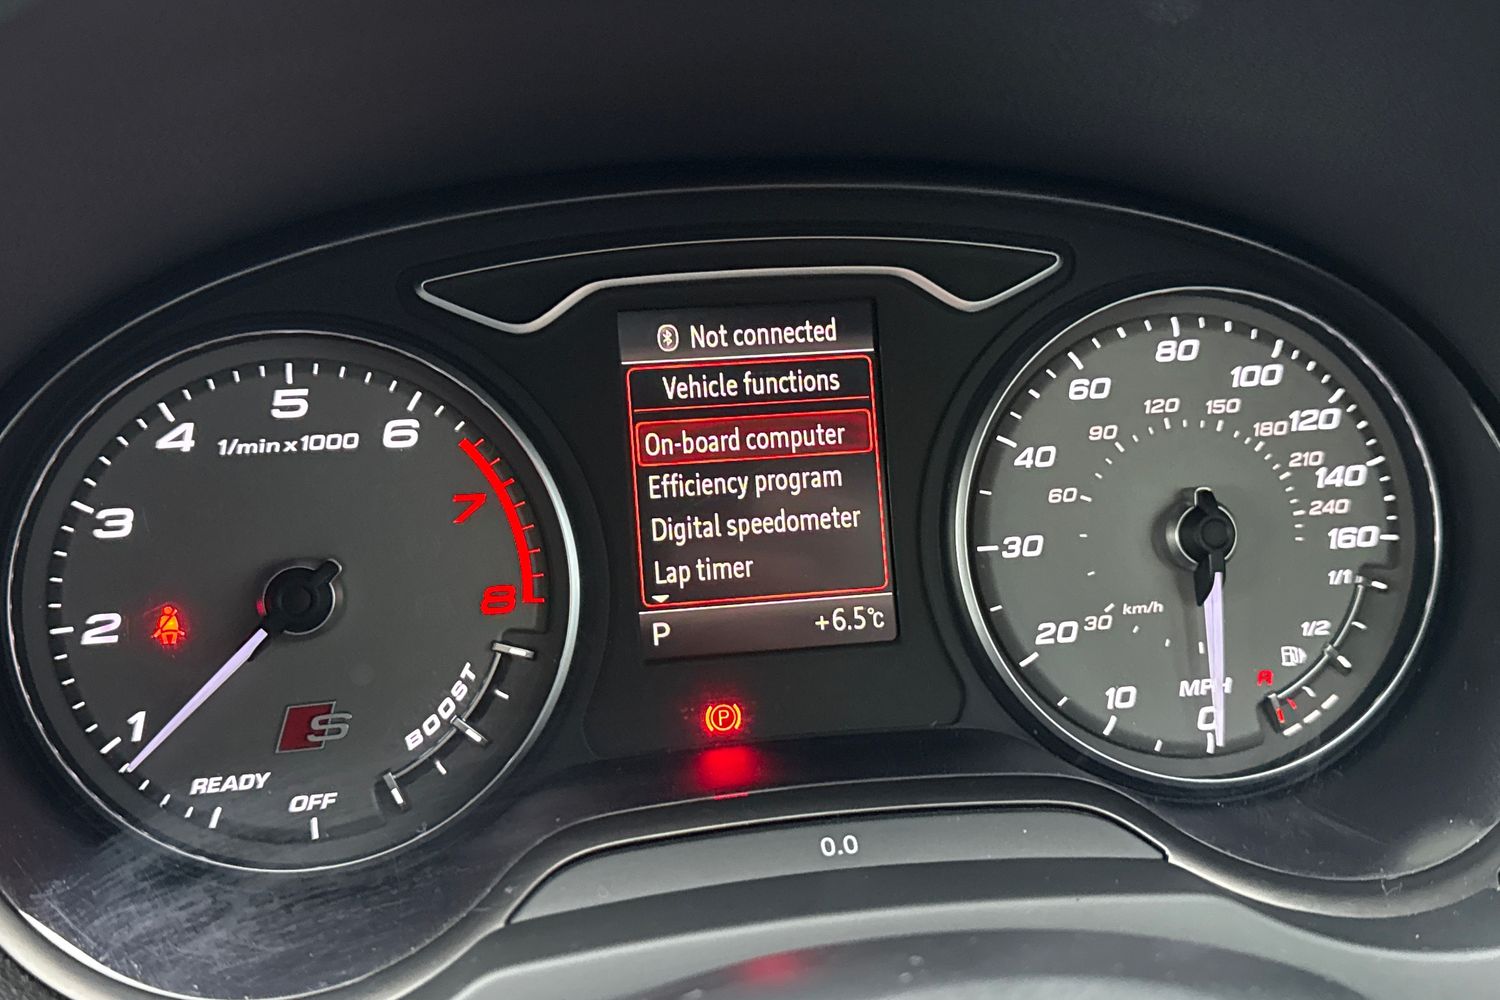 Not connected
Vehicle functions
On-board computer
Efficiency program
Digital speedometer
Lap timer
P
+6.5°C
1/min x 1000
1
2
3
4
5
6
7
8
S
READY
OFF
BOOST
P
0
10
20
30
40
60
80
100
120
140
160
MPH
30
60
90
120
150
180
210
240
km/h
1/1
1/2
R
0.0